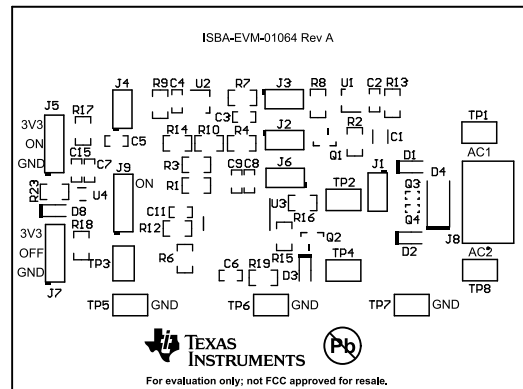 ISBA-EVM-01064 Rev A
J4
R9
C4
U2
R7
J3
R8
U1
C2
R13
J5
R17
C3
TP1
3V3
ON
GND
C5
R14
R10
R4
J2
Q1
R2
C1
C15
C7
J9
ON
R3
R1
C9
C8
J6
J1
D1
AC1
D4
R23
U4
TP2
Q3
Q4
D8
C11
R12
U3
R16
3V3
OFF
GND
R18
TP3
R6
R15
Q2
D2
J8
AC2
J7
C6
R19
D3
TP4
TP8
TP5
GND
TP6
GND
TP7
GND
TEXAS
INSTRUMENTS
Pb
For evaluation only; not FCC approved for resale.